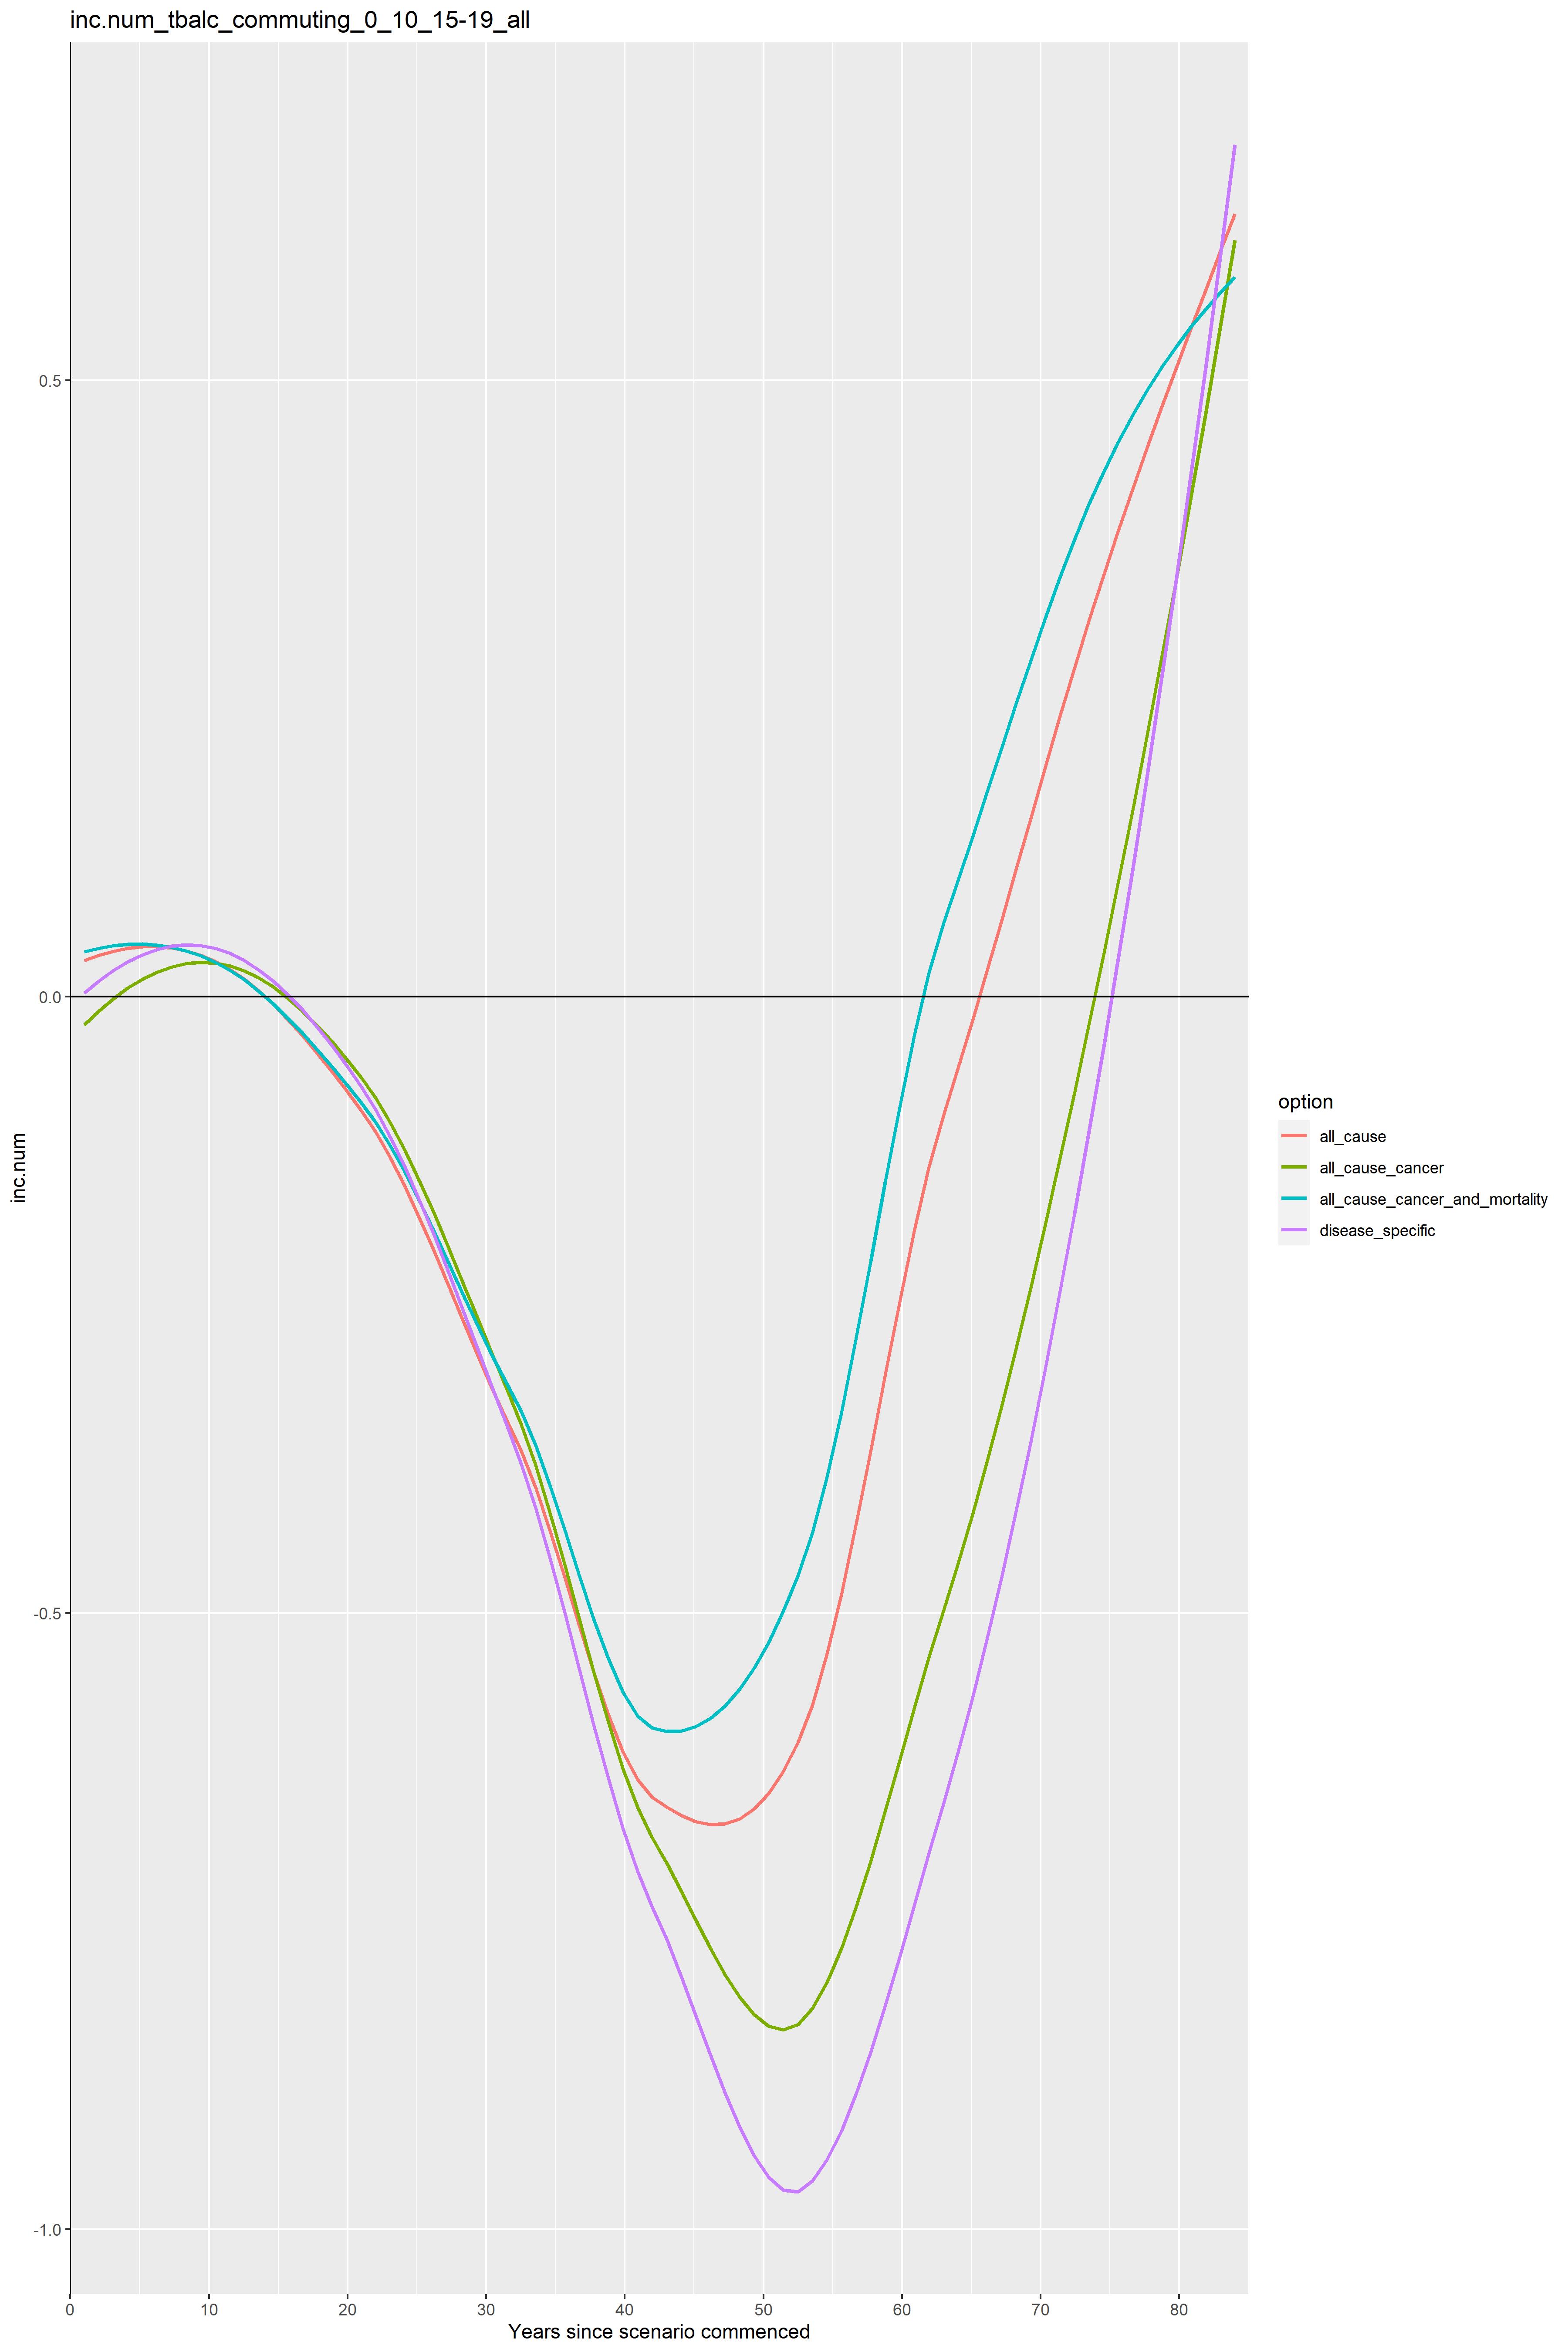 inc.num_tbalc_commuting_0_10_15-19_all
0.5
0.0
-0.5
-1.0
inc.num
0 10 20 30 40 50 60 70 80
Years since scenario commenced
option
all_cause
all_cause_cancer
all_cause_cancer_and_mortality
disease_specific